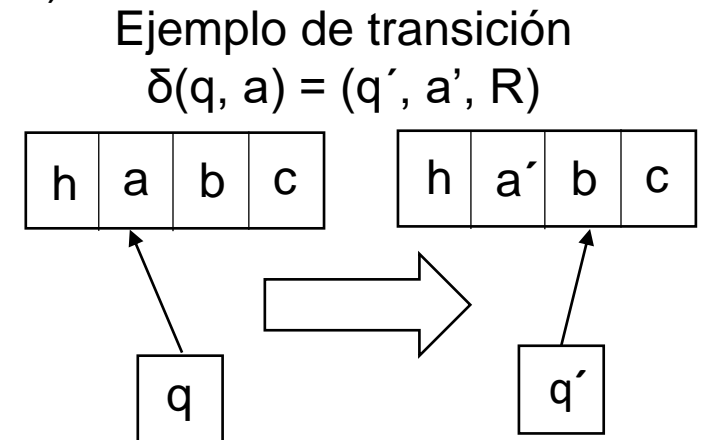 Ejemplo de transición
δ(q, a) = (q´, a’, R)
h a b c
h a´ b c
q
q´